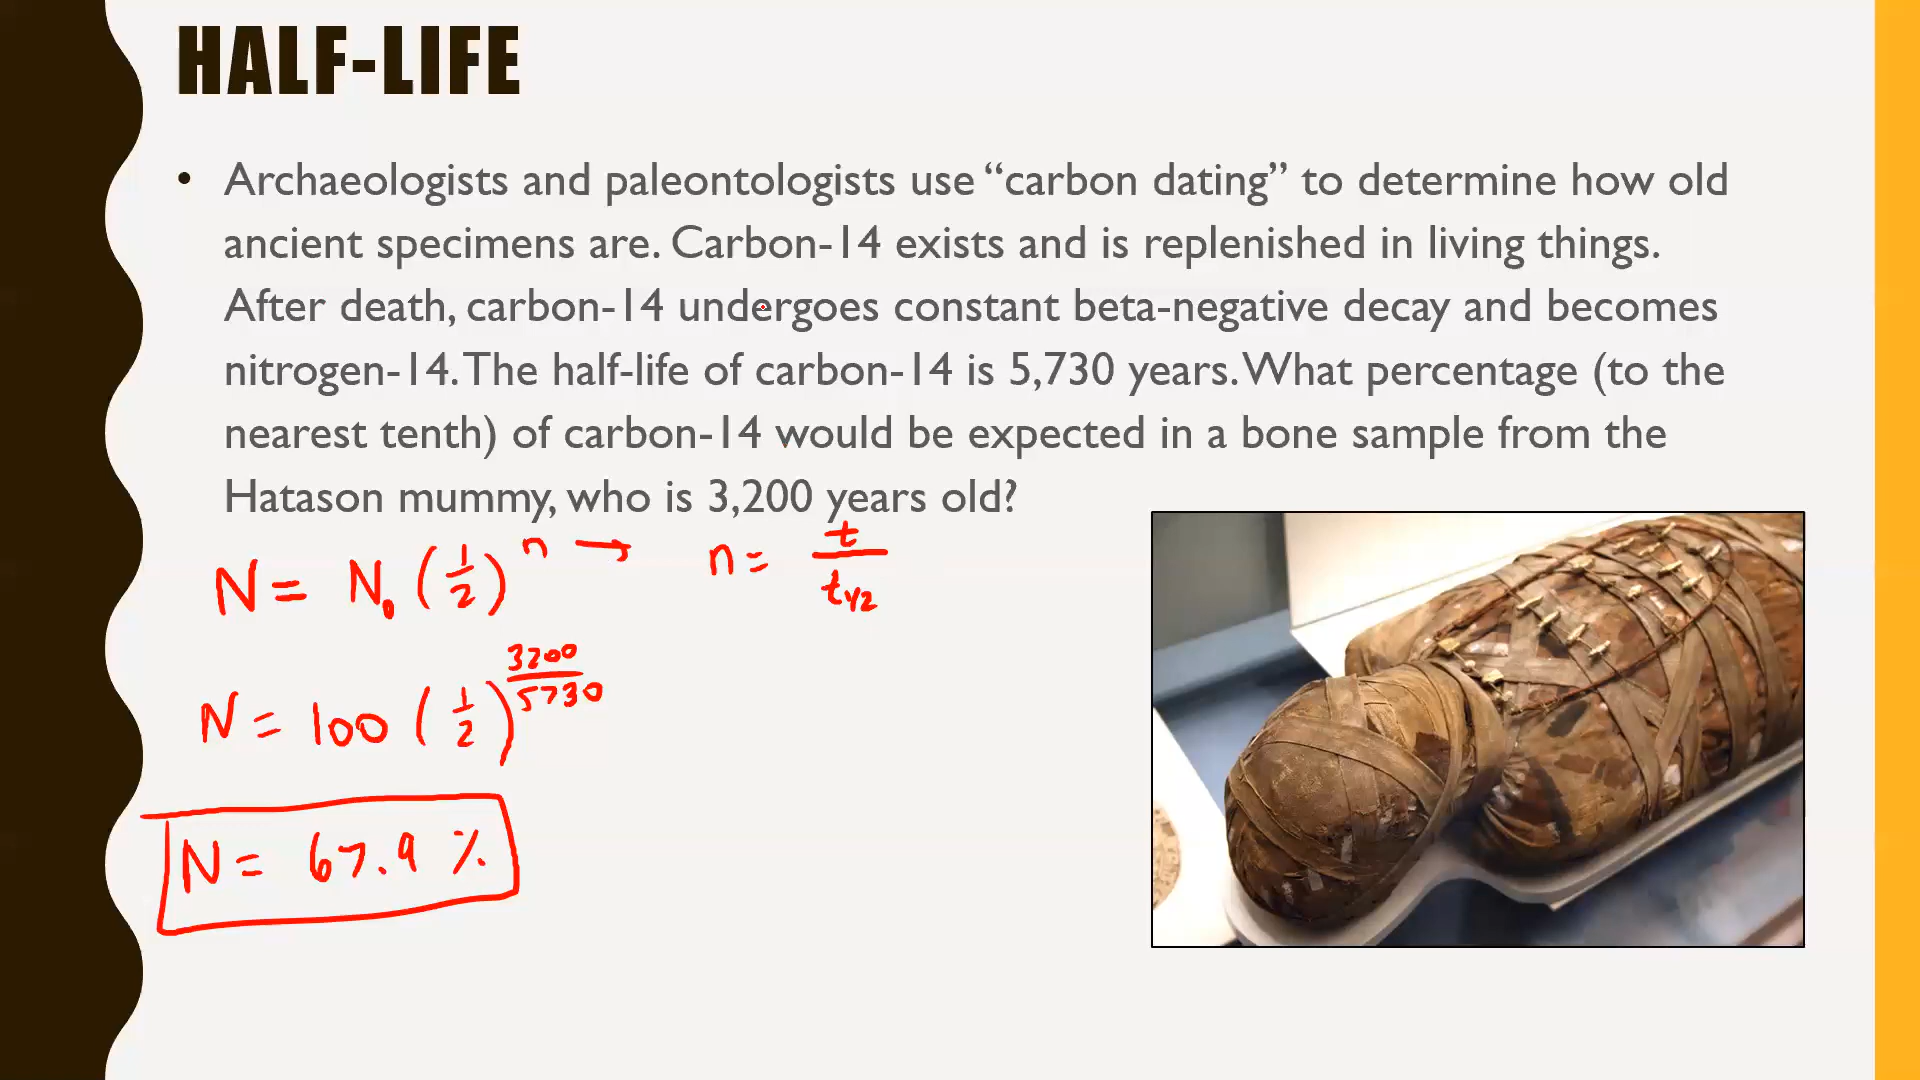 HALF-LIFE
• Archaeologists and paleontologists use “carbon dating” to determine how old
ancient specimens are. Carbon-14 exists and is replenished in living things.
After death, carbon-14 undergoes constant beta-negative decay and becomes
nitrogen-14. The half-life of carbon-14 is 5,730 years. What percentage (to the
nearest tenth) of carbon-14 would be expected in a bone sample from the
Hatason mummy, who is 3,200 years old?
N = N₀ (1/2)^n → n = t/t1/2
N = 100 (1/2)^3200/5730
N = 67.9 %